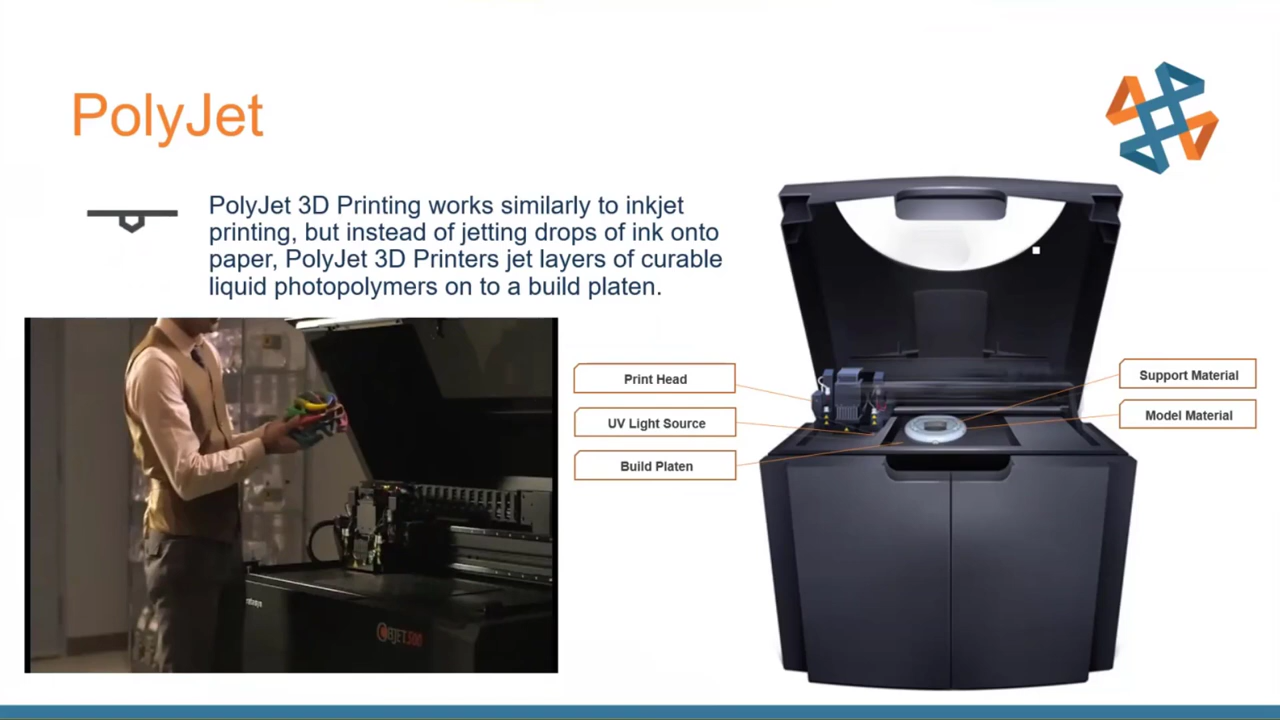 PolyJet
PolyJet 3D Printing works similarly to inkjet
printing, but instead of jetting drops of ink onto
paper, PolyJet 3D Printers jet layers of curable
liquid photopolymers on to a build platen.
Print Head
UV Light Source
Build Platen
Support Material
Model Material